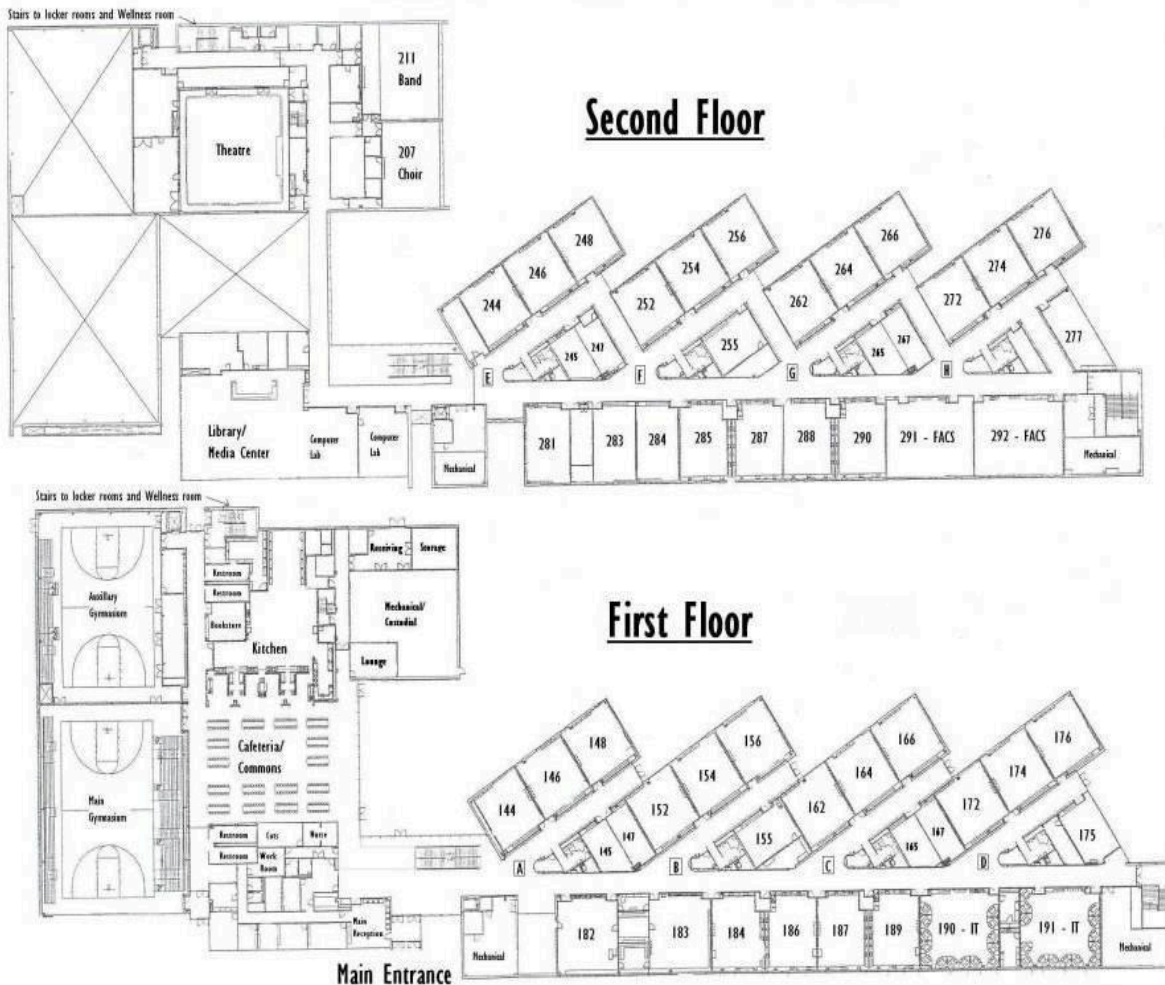 Stairs to locker rooms and Wellness room
211
Band
Second Floor
Theatre
207
Choir
248
256
266
276
246
254
264
274
244
252
262
272
245
247
255
265
267
277
E
F
G
H
Library/
Media Center
Computer
Lab
Computer
Lab
Mechanical
281
283
284
285
287
288
290
291 - FACS
292 - FACS
Mechanical
Stairs to locker rooms and Wellness room
Receiving
Storage
Restroom
Restroom
Auxillary
Gymnasium
Bookstore
Mechanical/
Custodial
First Floor
Kitchen
Lounge
Cafeteria/
Commons
148
156
166
176
146
154
164
174
144
152
162
172
Main
Gymnasium
145
147
155
165
167
175
Restroom
Nurse
Restroom
Work
Room
A
B
C
D
Main
Reception
Mechanical
182
183
184
186
187
189
190 - IT
191 - IT
Mechanical
Main Entrance